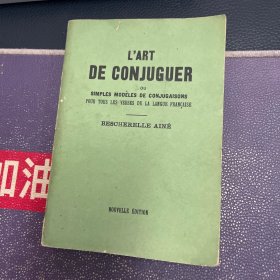 L'ART
DE CONJUGUER
OU
SIMPLES MODÈLES DE CONJUGAISONS
POUR TOUS LES VERBES DE LA LANGUE FRANÇAISE
BESCHERELLE AINÉ
NOUVELLE ÉDITION
加油